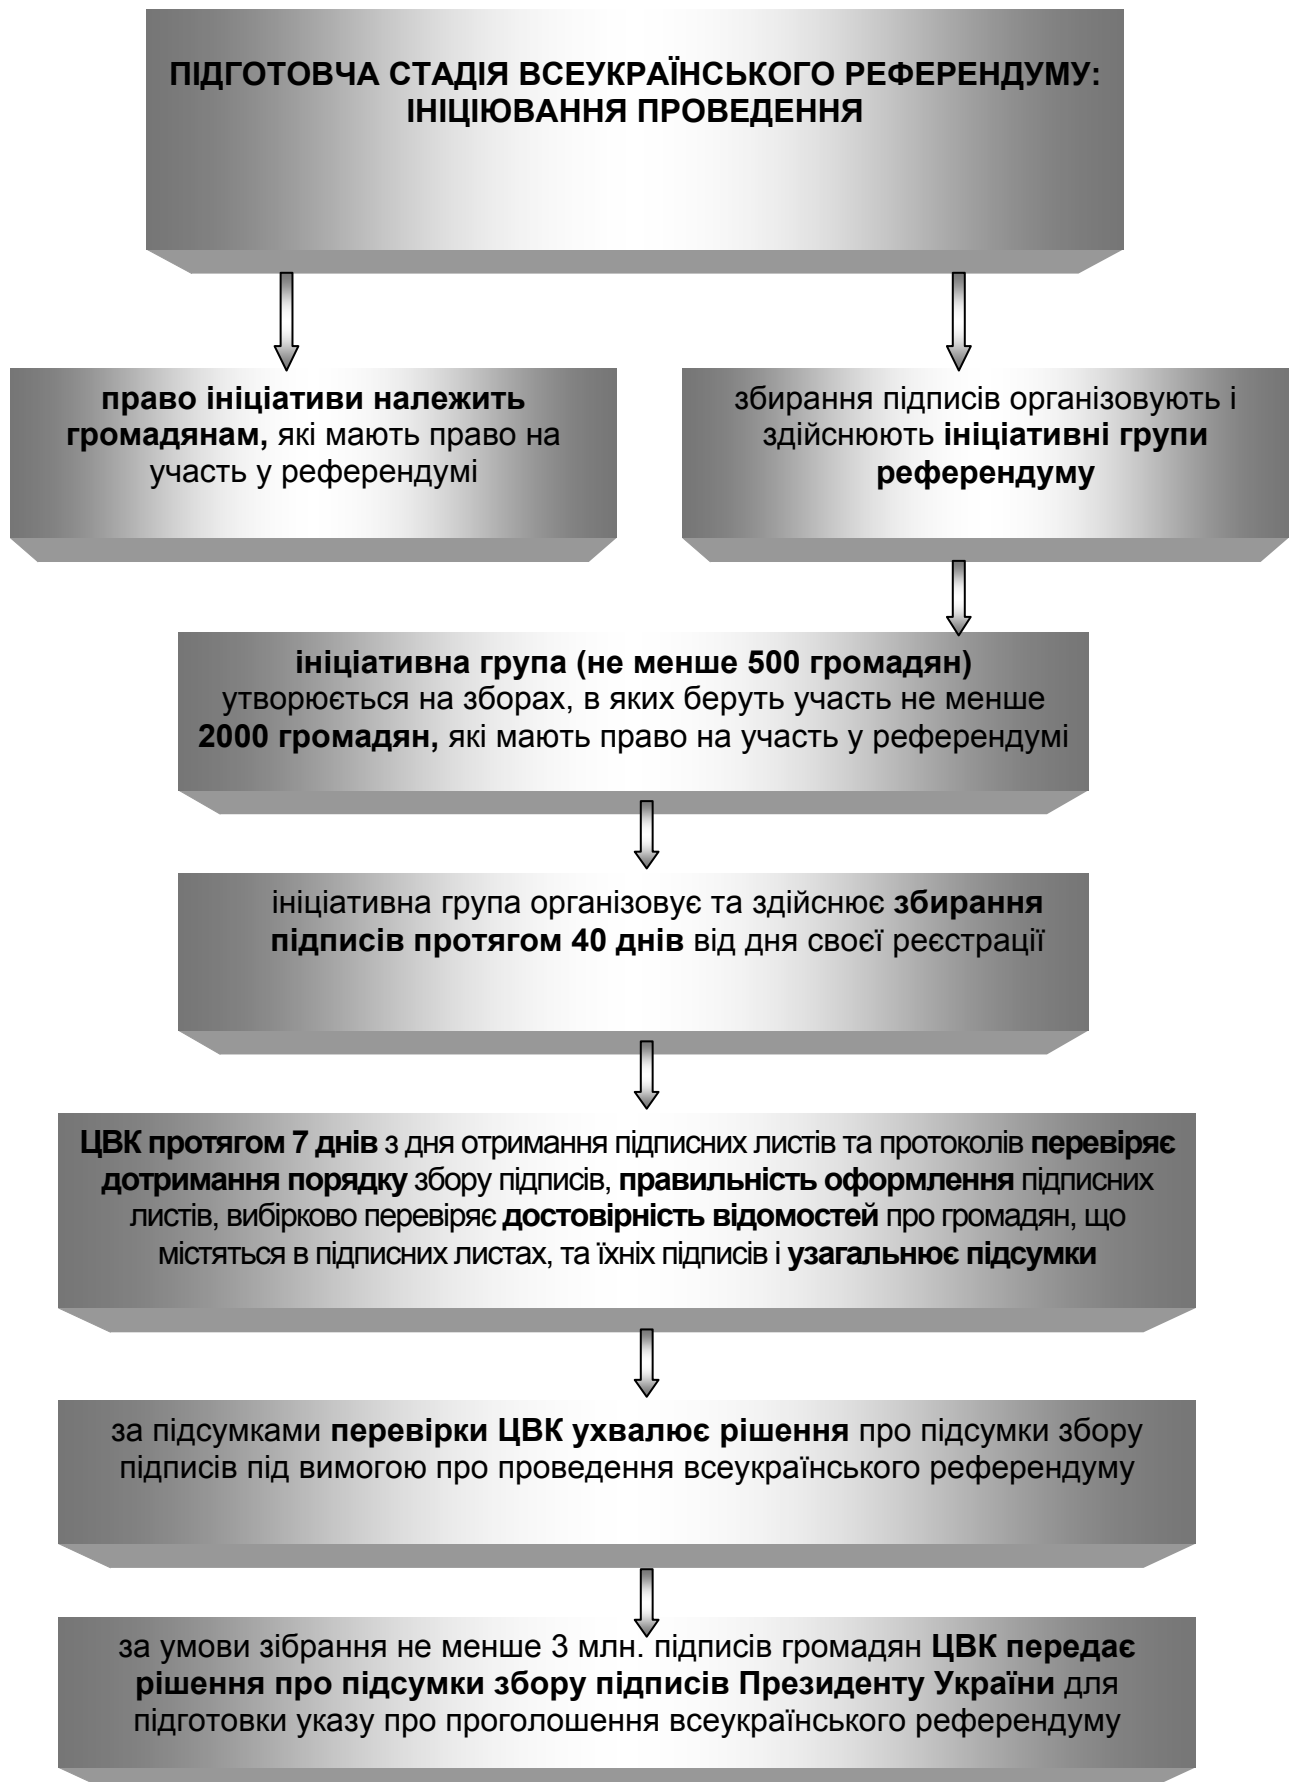 ПІДГОТОВЧА СТАДІЯ ВСЕУКРАЇНСЬКОГО РЕФЕРЕНДУМУ:
ІНІЦІЮВАННЯ ПРОВЕДЕННЯ
право ініціативи належить
громадянам, які мають право на
участь у референдумі
збирання підписів організовують і
здійснюють ініціативні групи
референдуму
ініціативна група (не менше 500 громадян)
утворюється на зборах, в яких беруть участь не менше
2000 громадян, які мають право на участь у референдумі
ініціативна група організовує та здійснює збирання
підписів протягом 40 днів від дня своєї реєстрації
ЦВК протягом 7 днів з дня отримання підписних листів та протоколів перевіряє
дотримання порядку збору підписів, правильність оформлення підписних
листів, вибірково перевіряє достовірність відомостей про громадян, що
містяться в підписних листах, та їхніх підписів і узагальнює підсумки
за підсумками перевірки ЦВК ухвалює рішення про підсумки збору
підписів під вимогою про проведення всеукраїнського референдуму
за умови зібрання не менше 3 млн. підписів громадян ЦВК передає
рішення про підсумки збору підписів Президенту України для
підготовки указу про проголошення всеукраїнського референдуму